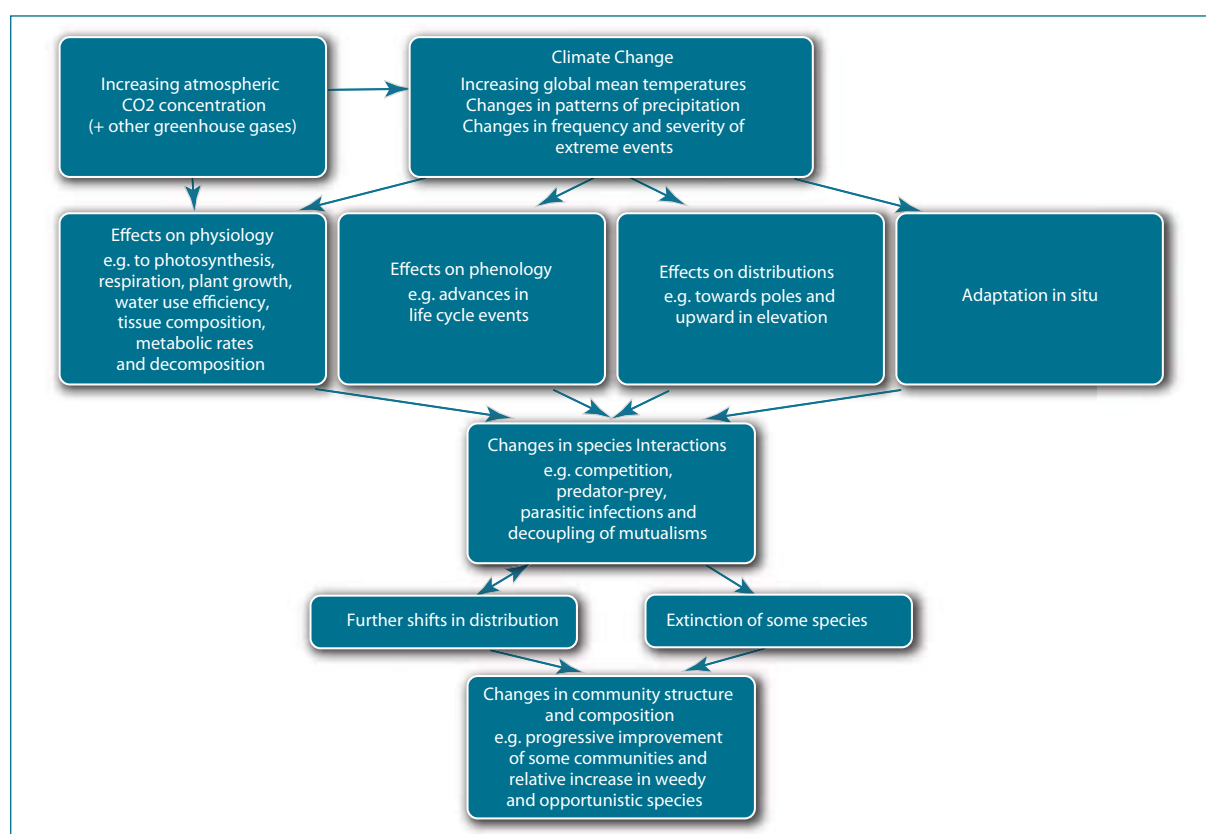 Increasing atmospheric
CO2 concentration
(+ other greenhouse gases)
Climate Change
Increasing global mean temperatures
Changes in patterns of precipitation
Changes in frequency and severity of
extreme events
Effects on physiology
e.g. to photosynthesis,
respiration, plant growth,
water use efficiency,
tissue composition,
metabolic rates
and decomposition
Effects on phenology
e.g. advances in
life cycle events
Effects on distributions
e.g. towards poles and
upward in elevation
Adaptation in situ
Changes in species Interactions
e.g. competition,
predator-prey,
parasitic infections and
decoupling of mutualisms
Further shifts in distribution
Extinction of some species
Changes in community structure
and composition
e.g. progressive improvement
of some communities and
relative increase in weedy
and opportunistic species